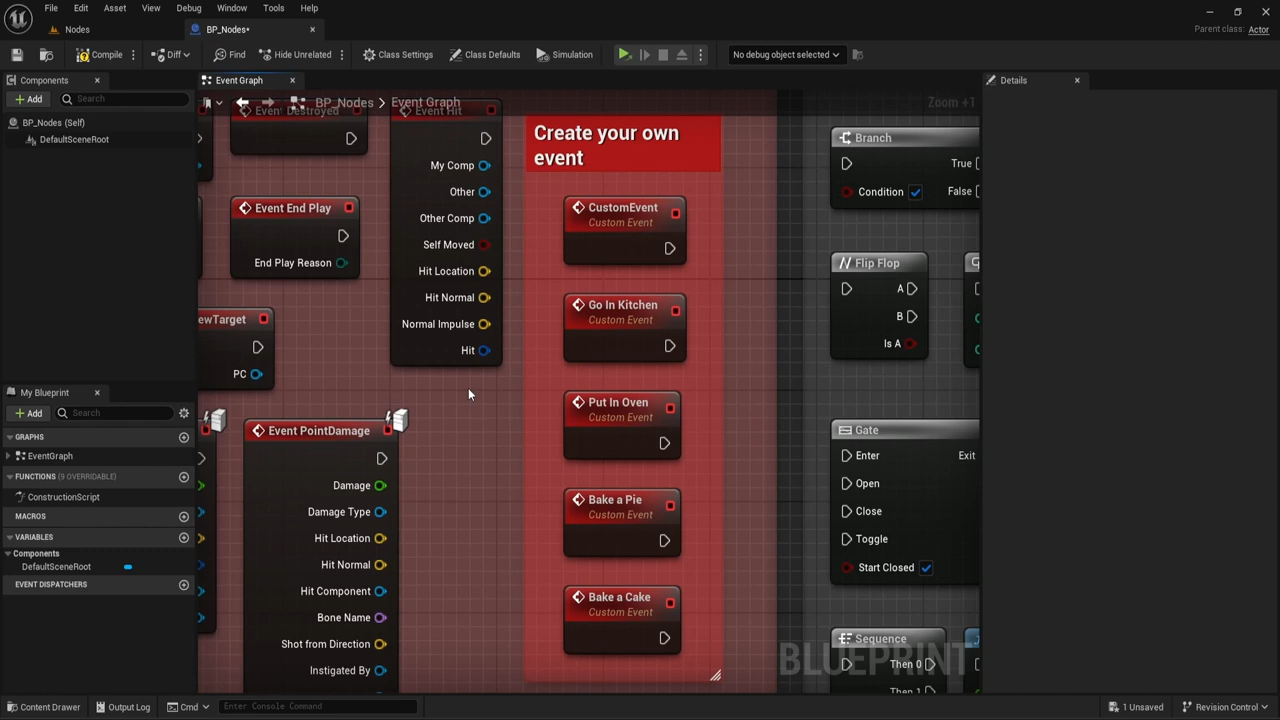 File Edit Asset View Debug Window Tools Help
Nodes
BP_Nodes*
Parent class: Actor
Compile
Diff
Find
Hide Unrelated
Class Settings
Class Defaults
Simulation
No debug object selected
Components
Add
Search
BP_Nodes (Self)
DefaultSceneRoot
My Blueprint
Add
Search
GRAPHS
EventGraph
FUNCTIONS (9 OVERRIDABLE)
ConstructionScript
MACROS
VARIABLES
Components
DefaultSceneRoot
EVENT DISPATCHERS
Event Graph
BP_Nodes > Event Graph
Zoom +1
Event Destroyed
Event End Play
End Play Reason
ewTarget
PC
Event Hit
My Comp
Other
Other Comp
Self Moved
Hit Location
Hit Normal
Normal Impulse
Hit
Event PointDamage
Damage
Damage Type
Hit Location
Hit Normal
Hit Component
Bone Name
Shot from Direction
Instigated By
Create your own
event
CustomEvent
Custom Event
Go In Kitchen
Custom Event
Put In Oven
Custom Event
Bake a Pie
Custom Event
Bake a Cake
Custom Event
Branch
True
Condition
False
Flip Flop
A
B
Is A
Gate
Enter
Exit
Open
Close
Toggle
Start Closed
Sequence
Then 0
Then 1
BLUEPRINT
Details
Content Drawer
Output Log
Cmd
Enter Console Command
1 Unsaved
Revision Control